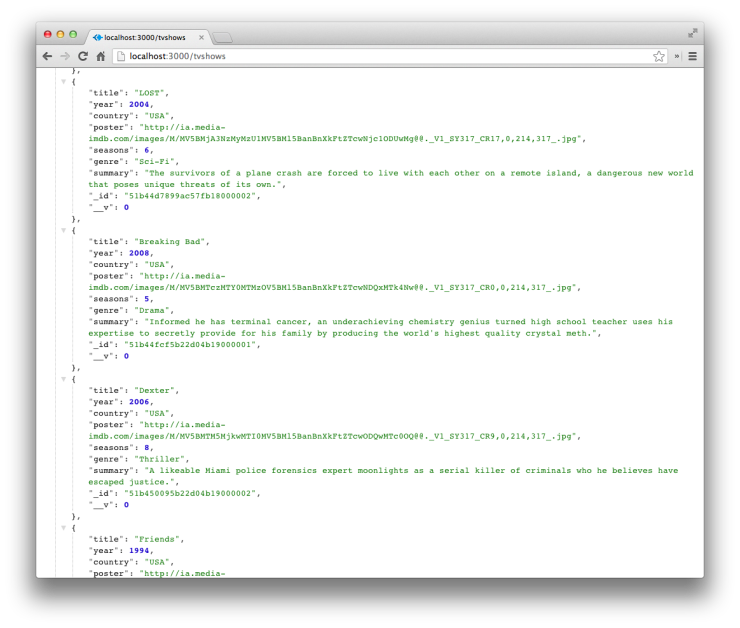 localhost:3000/tvshows
localhost:3000/tvshows
},
{
"title": "LOST",
"year": 2004,
"country": "USA",
"poster": "http://ia.media-
imdb.com/images/M/MV5BMjA3NzMyMzU1MV5BMl5BanBnXkFtZTcwNjc1ODUwMg@@._V1_SY317_CR17,0,214,317_.jpg",
"seasons": 6,
"genre": "Sci-Fi",
"summary": "The survivors of a plane crash are forced to live with each other on a remote island, a dangerous new world
that poses unique threats of its own.",
"_id": "51b44d7899ac57fb18000002",
"__v": 0
},
{
"title": "Breaking Bad",
"year": 2008,
"country": "USA",
"poster": "http://ia.media-
imdb.com/images/M/MV5BMTczMTY0MTMzOV5BMl5BanBnXkFtZTcwNDQxMTk4Nw@@._V1_SY317_CR0,0,214,317_.jpg",
"seasons": 5,
"genre": "Drama",
"summary": "Informed he has terminal cancer, an underachieving chemistry genius turned high school teacher uses his
expertise to secretly provide for his family by producing the world's highest quality crystal meth.",
"_id": "51b44fcf5b22d04b19000001",
"__v": 0
},
{
"title": "Dexter",
"year": 2006,
"country": "USA",
"poster": "http://ia.media-
imdb.com/images/M/MV5BMTM5MjkwMTI0MV5BMl5BanBnXkFtZTcwODQwMTc0OQ@@._V1_SY317_CR9,0,214,317_.jpg",
"seasons": 8,
"genre": "Thriller",
"summary": "A likeable Miami police forensics expert moonlights as a serial killer of criminals who he believes have
escaped justice.",
"_id": "51b450095b22d04b19000002",
"__v": 0
},
{
"title": "Friends",
"year": 1994,
"country": "USA",
"poster": "http://ia.media-